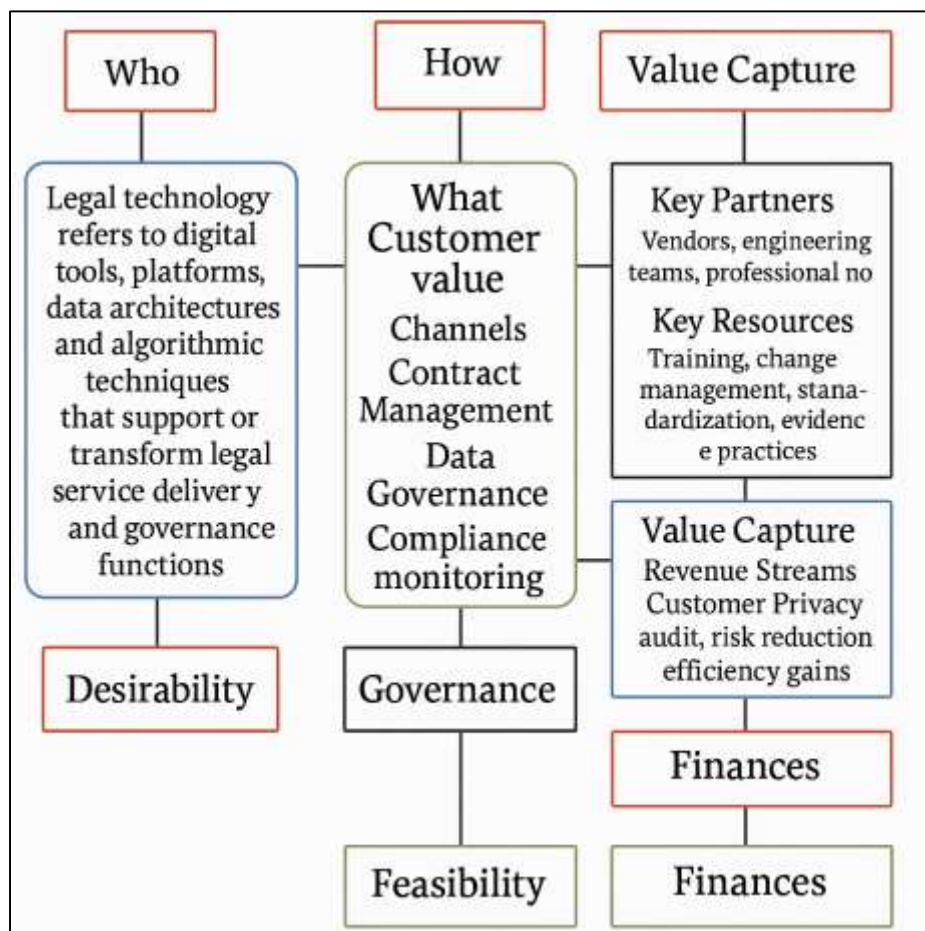 Who
How
Value Capture
Legal technology
refers to digital
tools, platforms,
data architectures
and algorithmic
techniques
that support or
transform legal
service deliver y
and governance
functions
What
Customer
value
Channels
Contract
Management
Data
Governance
Compliance
monitoring
Key Partners
Vendors, engineering
teams, professional no
Key Resources
Training, change
management, stana-
dardization, evidenc
e practices
Value Capture
Revenue Streams
Customer Privacy
audit, risk reduction
efficiency gains
Desirability
Governance
Finances
Feasibility
Finances